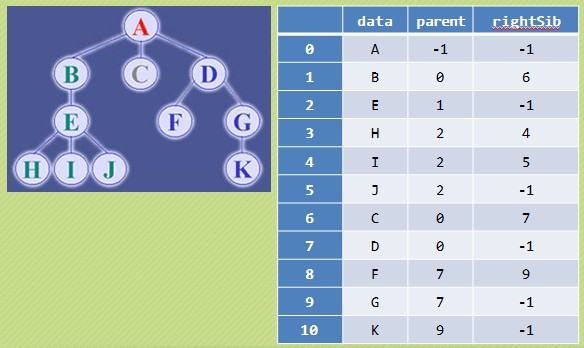 A
B C D
E F G
H I J K
data parent rightSib
0 A -1 -1
1 B 0 6
2 E 1 -1
3 H 2 4
4 I 2 5
5 J 2 -1
6 C 0 7
7 D 0 -1
8 F 7 9
9 G 7 -1
10 K 9 -1